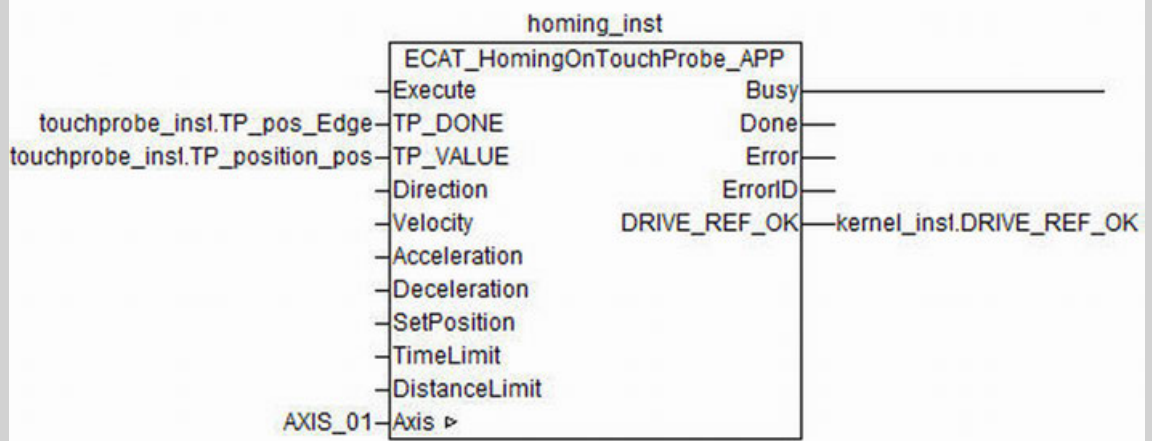 homing_inst
ECAT_HomingOnTouchProbe_APP
Execute Busy
touchprobe_inst.TP_pos_Edge TP_DONE Done
touchprobe_inst.TP_position_pos TP_VALUE Error
Direction ErrorID
Velocity DRIVE_REF_OK kernel_inst.DRIVE_REF_OK
Acceleration
Deceleration
SetPosition
TimeLimit
DistanceLimit
AXIS_01 Axis